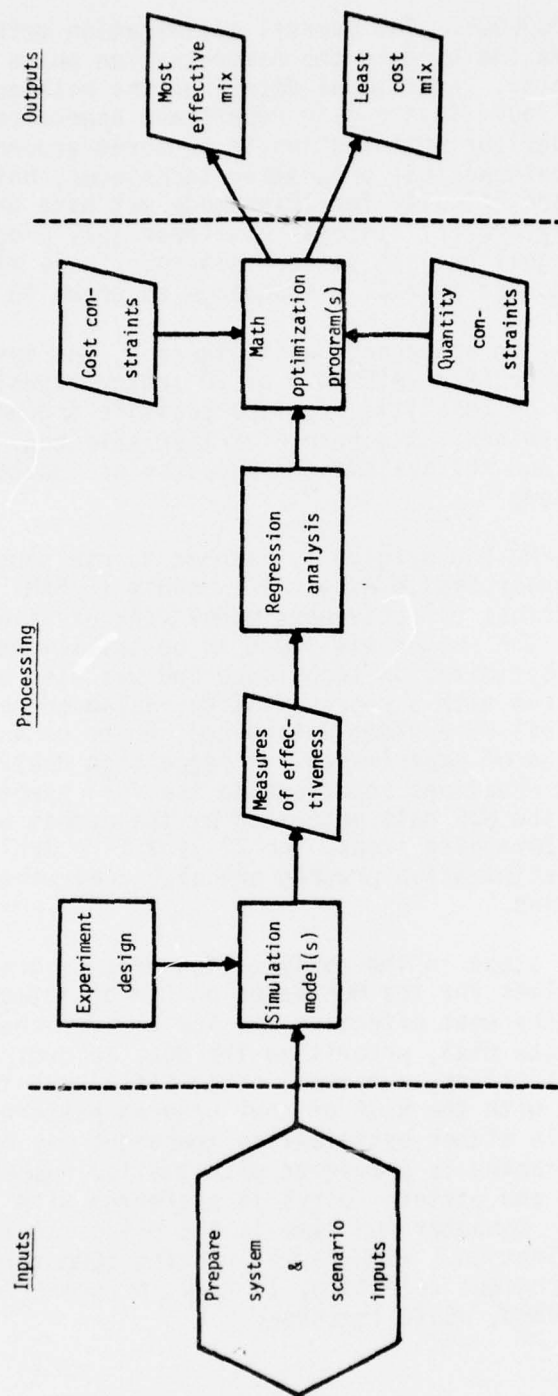 Inputs
Processing
Outputs
Prepare
system
&
scenario
inputs
Experiment
design
Simulation
model(s)
Measures
of effec-
tiveness
Regression
analysis
Cost con-
straints
Math
optimization
program(s)
Quantity
con-
straints
Most
effective
mix
Least
cost
mix